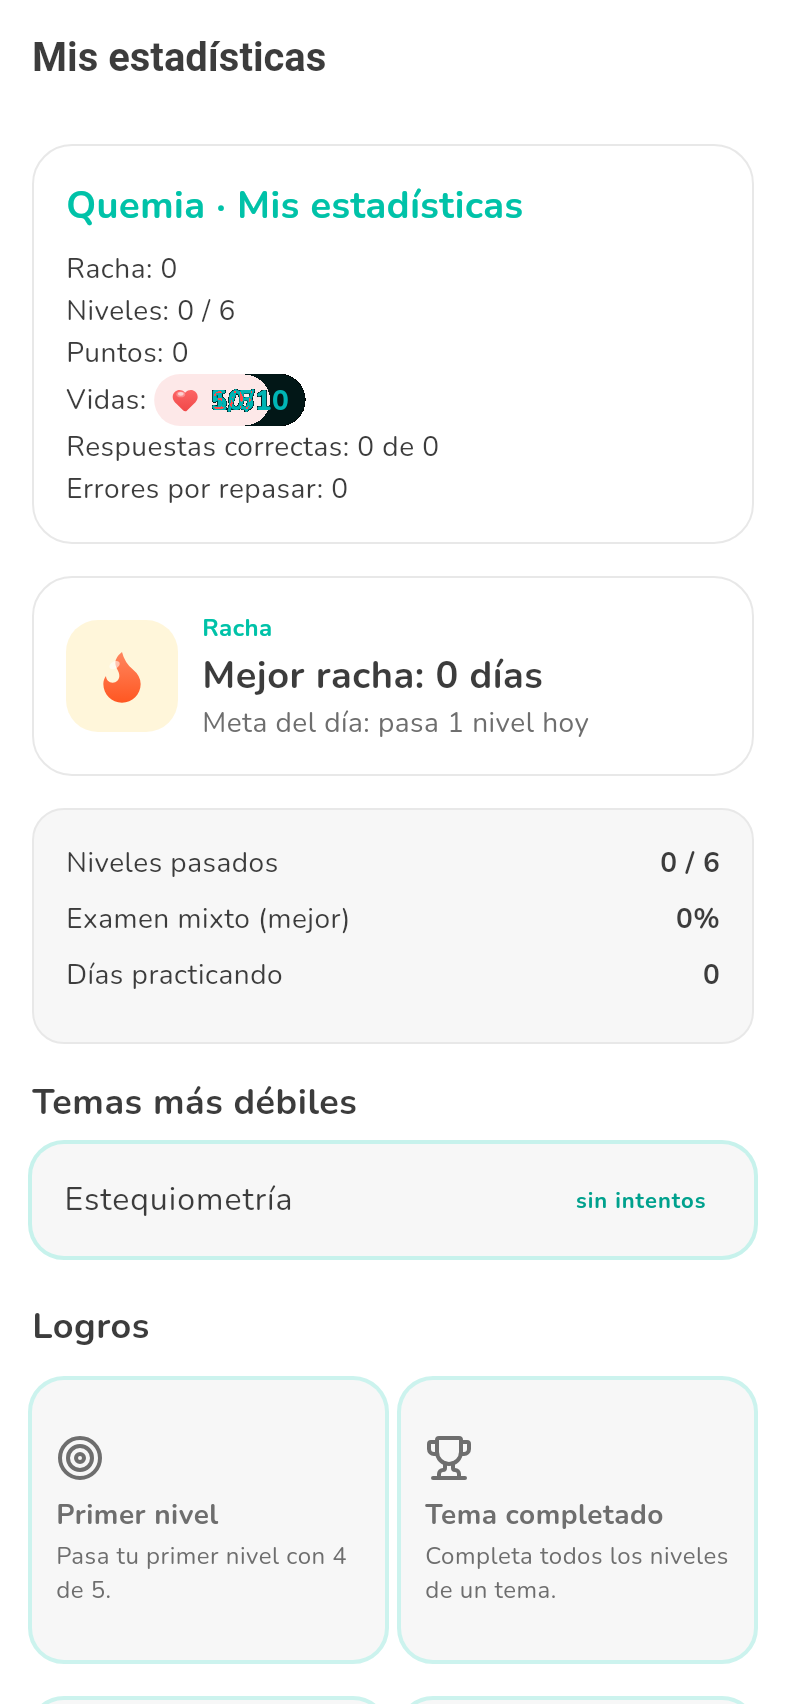 Mis estadísticas
Quemia · Mis estadísticas
Racha: 0
Niveles: 0 / 6
Puntos: 0
Vidas:
Respuestas correctas: 0 de 0
Errores por repasar: 0
Racha
Mejor racha: 0 días
Meta del día: pasa 1 nivel hoy
Niveles pasados 0 / 6
Examen mixto (mejor) 0%
Días practicando 0
Temas más débiles
Estequiometría sin intentos
Logros
Primer nivel
Pasa tu primer nivel con 4
de 5.
Tema completado
Completa todos los niveles
de un tema.